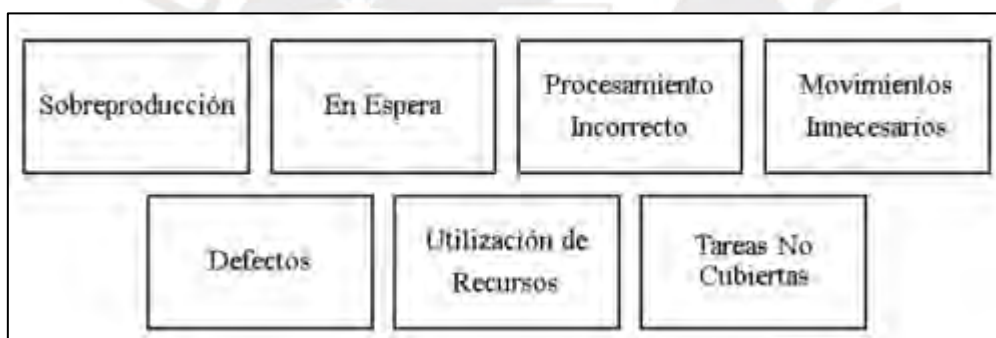 Sobreproducción
En Espera
Procesamiento
Incorrecto
Movimientos
Innecesarios
Defectos
Utilización de
Recursos
Tareas No
Cubiertas